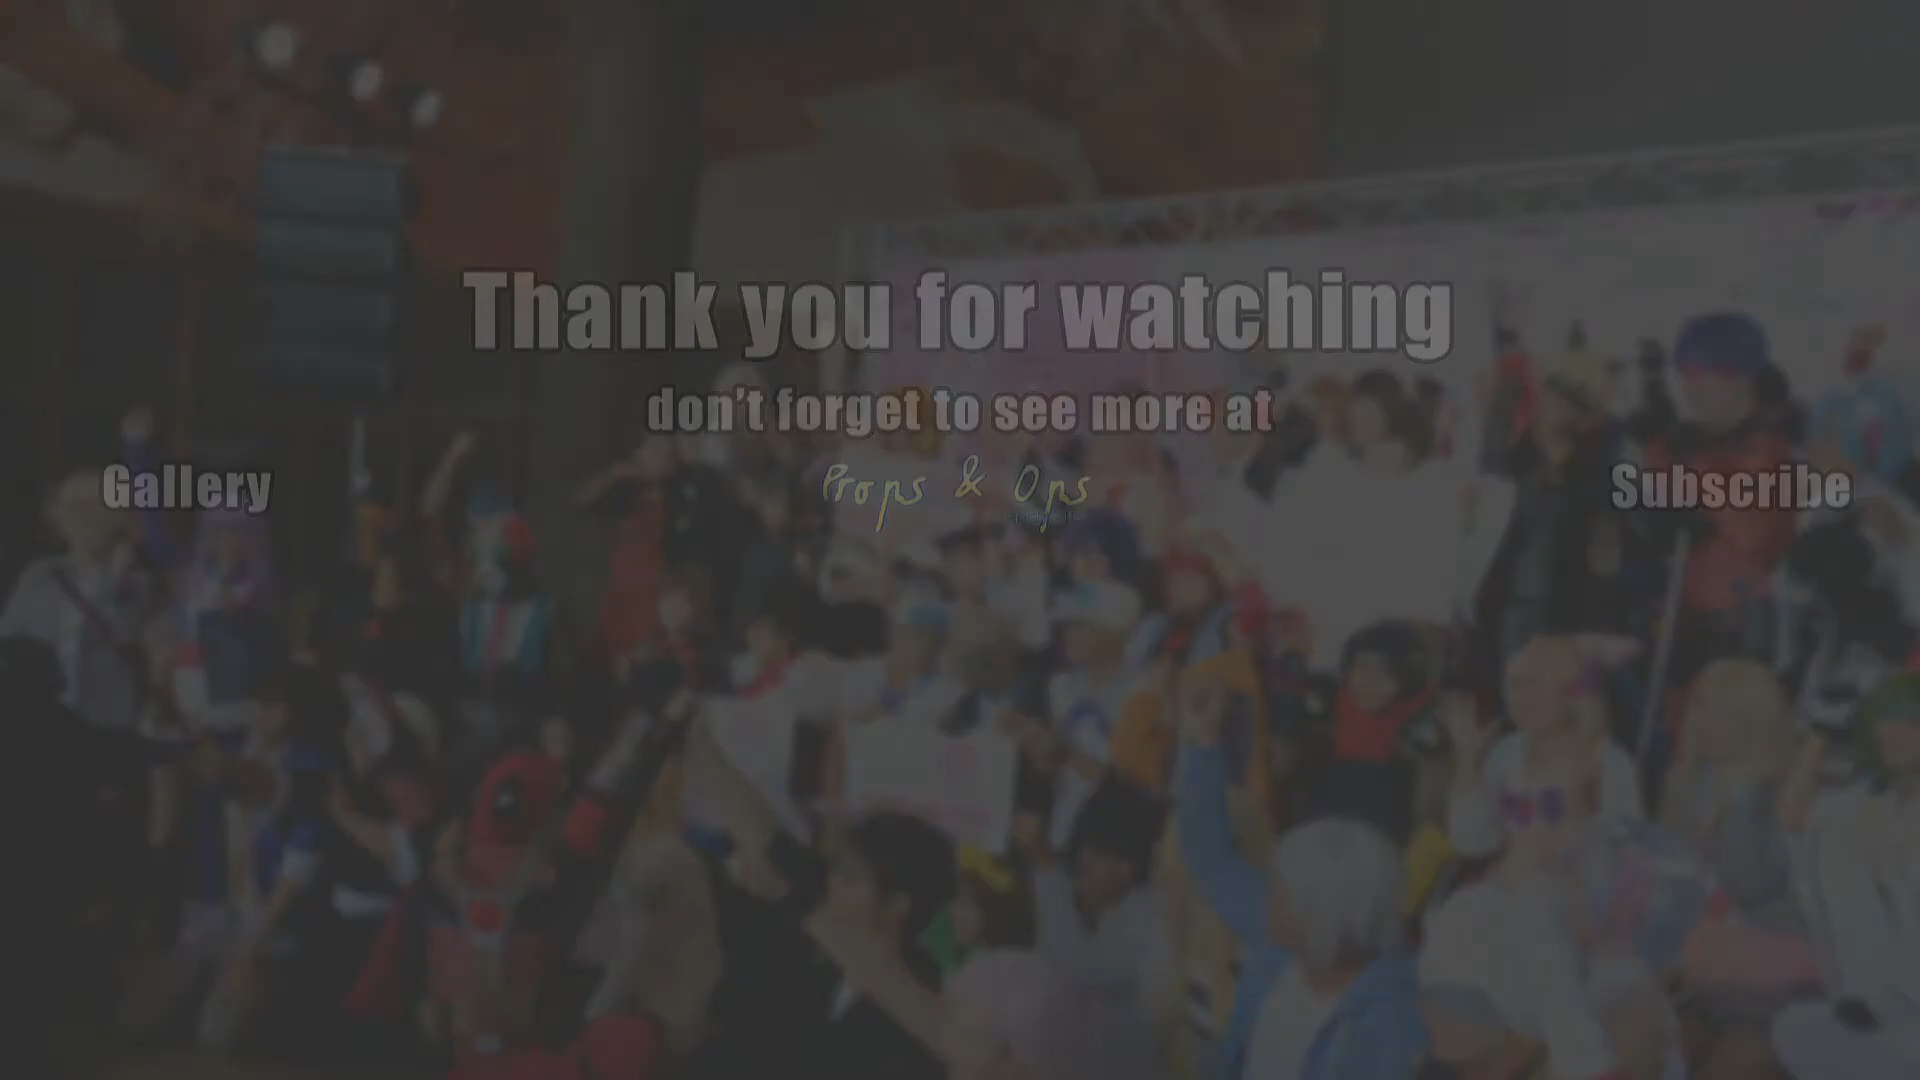 Thank you for watching
don't forget to see more at
Gallery
Props & Ops
Subscribe